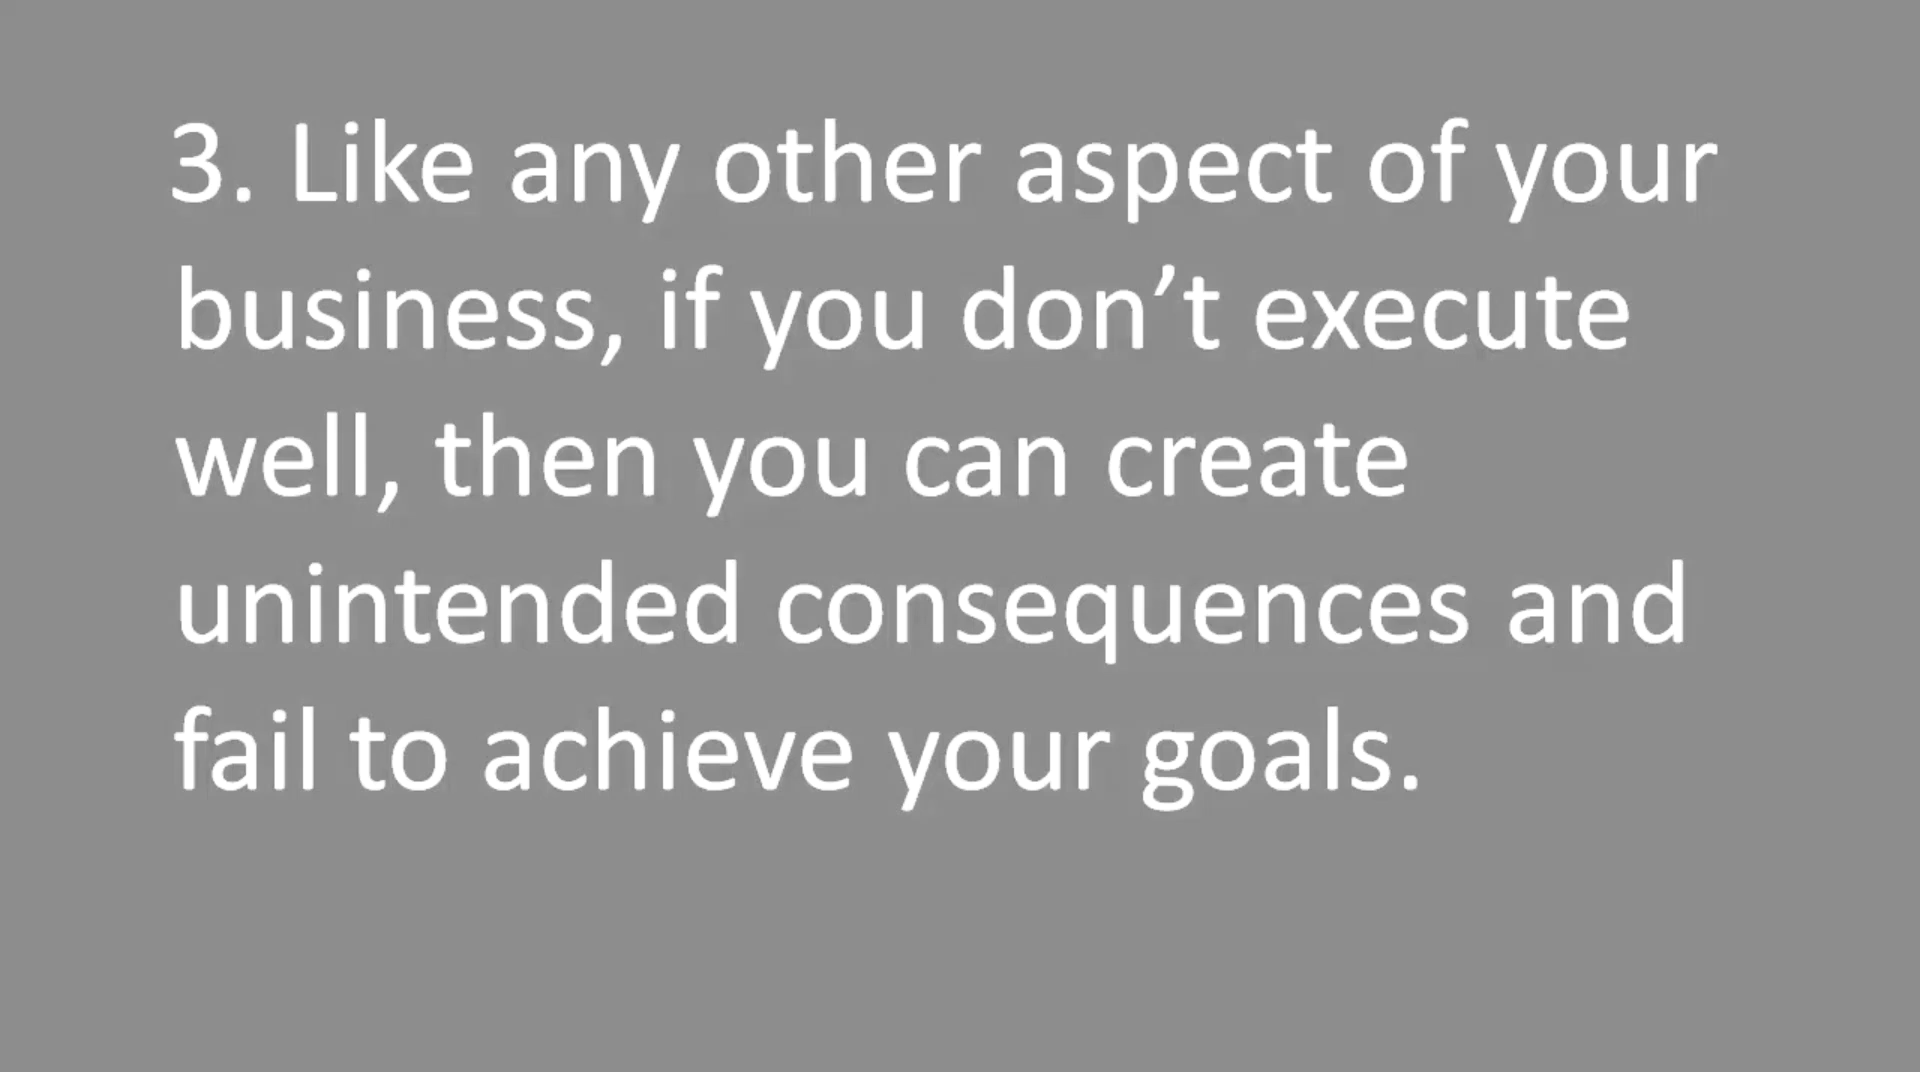 3. Like any other aspect of your
business, if you don’t execute
well, then you can create
unintended consequences and
fail to achieve your goals.